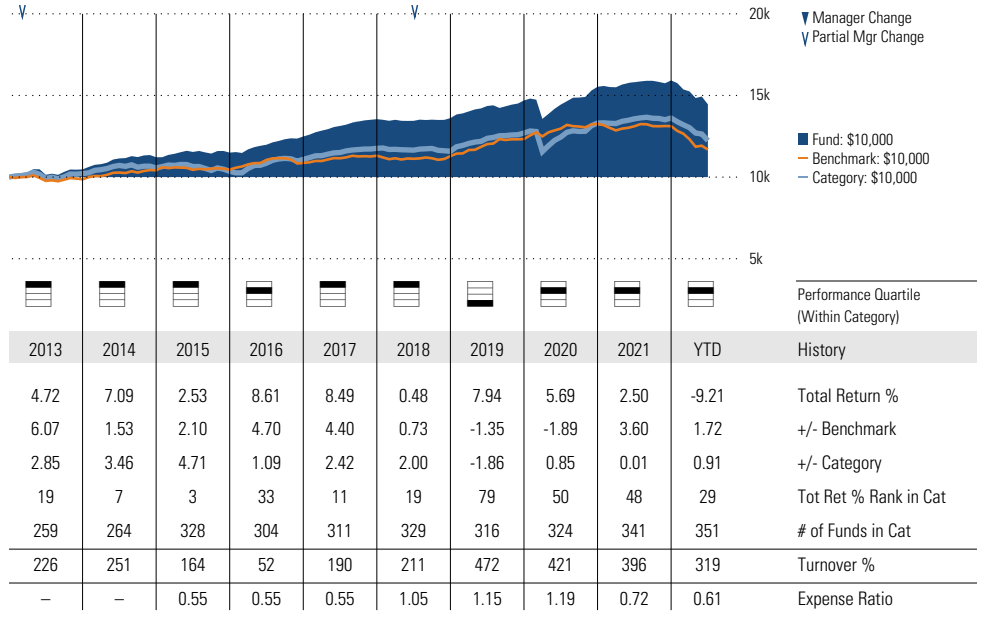 20k
Manager Change
Partial Mgr Change
15k
Fund: $10,000
Benchmark: $10,000
Category: $10,000
10k
5k
Performance Quartile
(Within Category)
2013 2014 2015 2016 2017 2018 2019 2020 2021 YTD History
4.72 7.09 2.53 8.61 8.49 0.48 7.94 5.69 2.50 -9.21 Total Return %
6.07 1.53 2.10 4.70 4.40 0.73 -1.35 -1.89 3.60 1.72 +/- Benchmark
2.85 3.46 4.71 1.09 2.42 2.00 -1.86 0.85 0.01 0.91 +/- Category
19 7 3 33 11 19 79 50 48 29 Tot Ret % Rank in Cat
259 264 328 304 311 329 316 324 341 351 # of Funds in Cat
226 251 164 52 190 211 472 421 396 319 Turnover %
– – 0.55 0.55 0.55 1.05 1.15 1.19 0.72 0.61 Expense Ratio